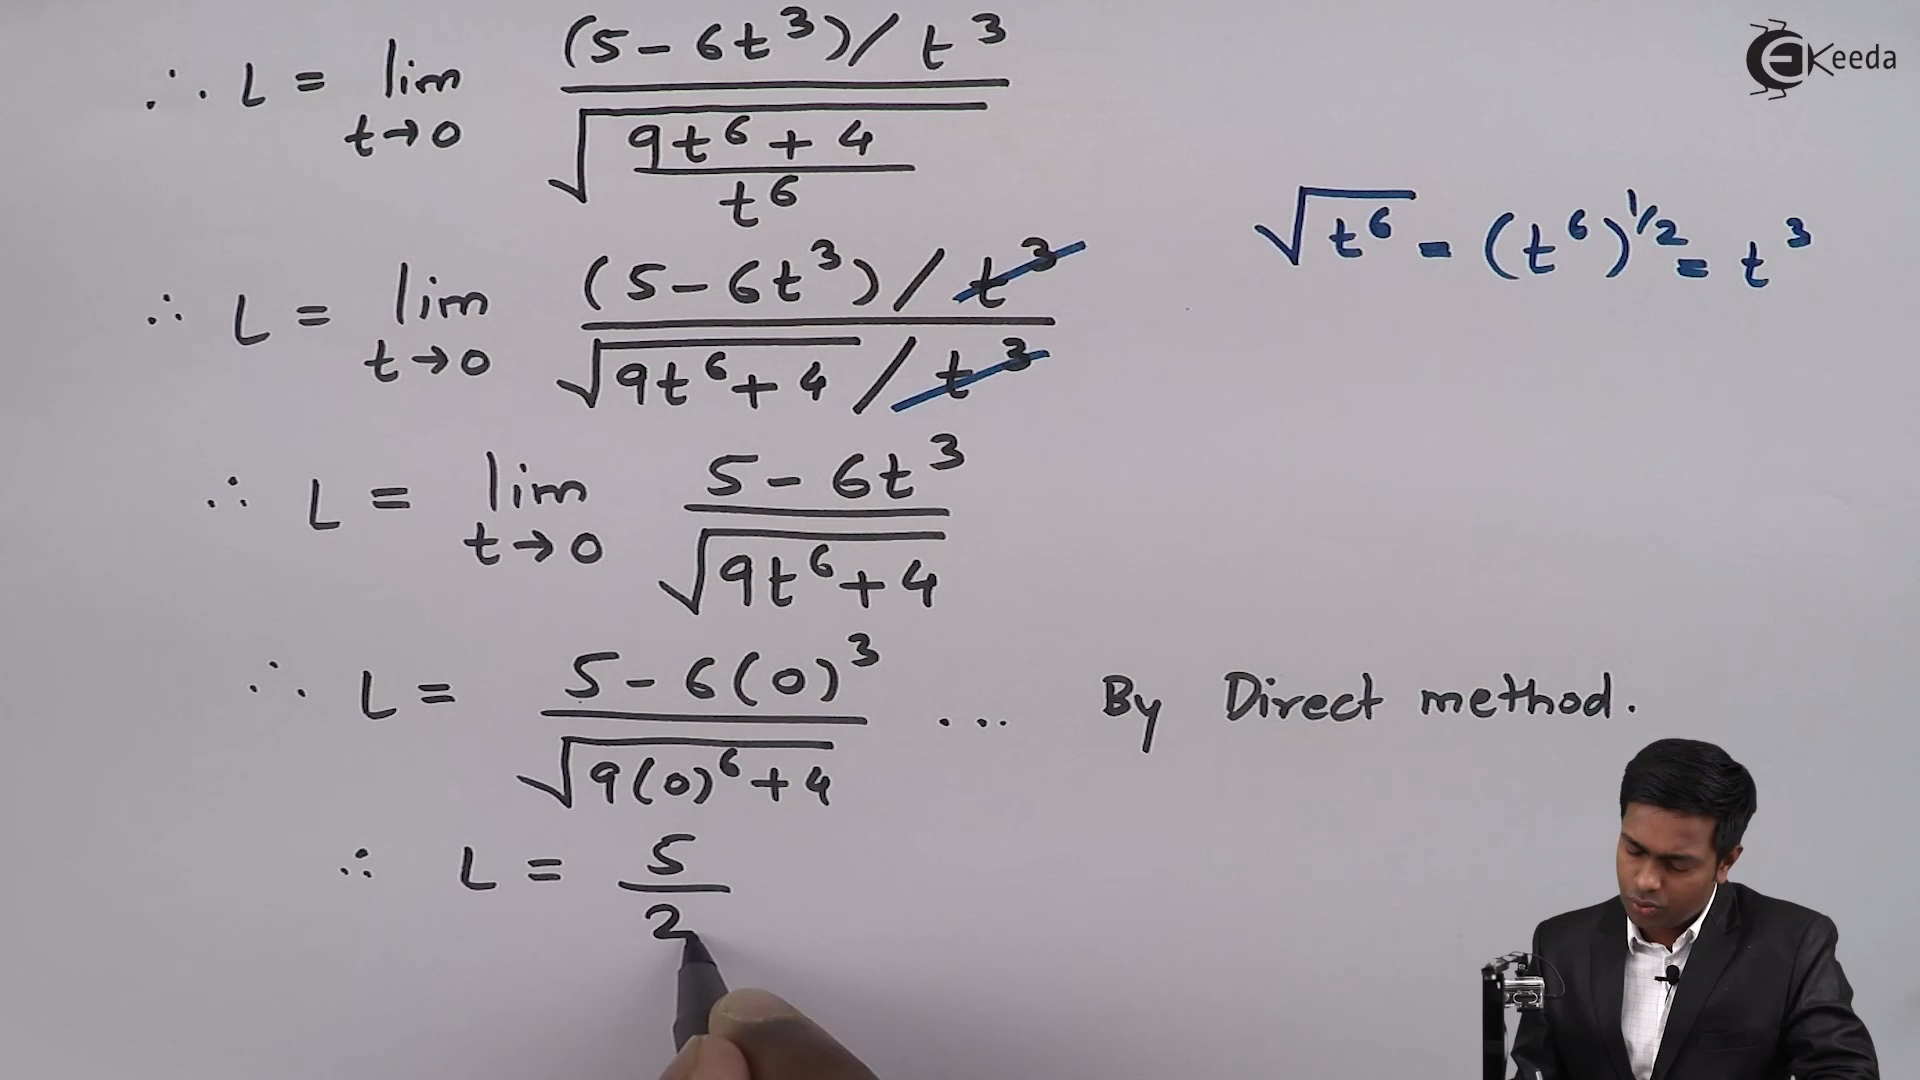 ∴ L = lim t→0 (5 - 6t³) / t³ / √((9t⁶ + 4) / t⁶)
Ekeeda
√t⁶ = (t⁶)^1/2 = t³
∴ L = lim t→0 (5 - 6t³) / t³ / √(9t⁶ + 4) / t³
∴ L = lim t→0 (5 - 6t³) / √(9t⁶ + 4)
∴ L = (5 - 6(0)³) / √(9(0)⁶ + 4) ... By Direct method.
∴ L = 5/2